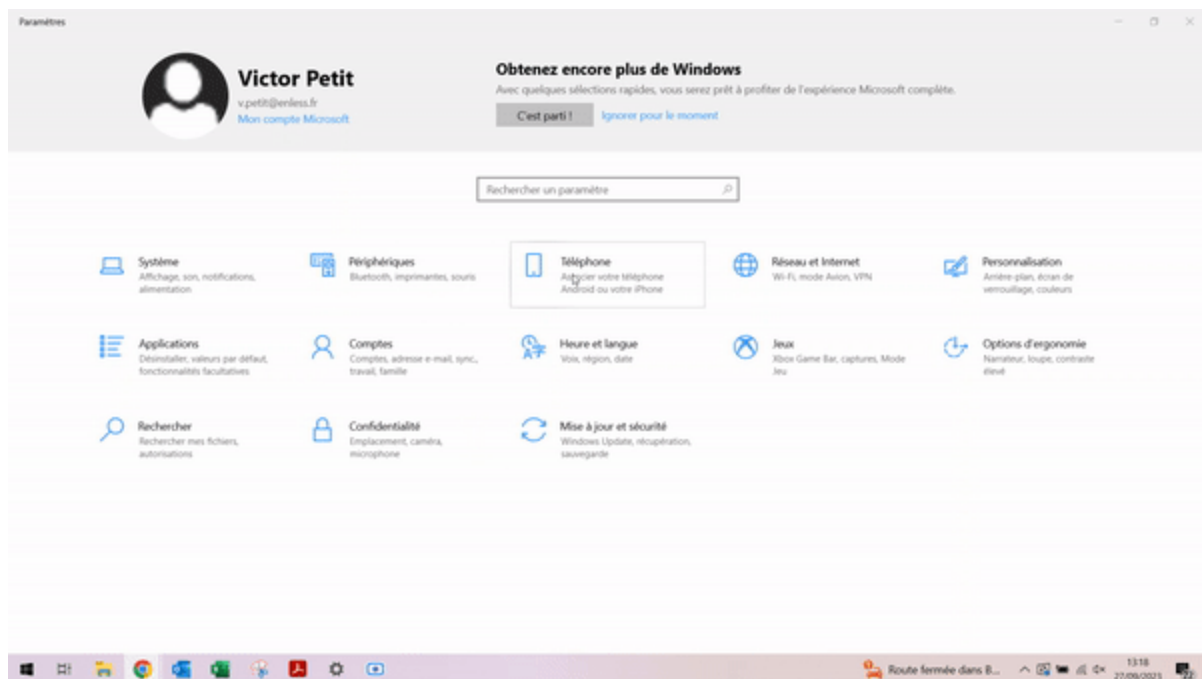 Paramètres
Victor Petit
v.petit@enless.fr
Mon compte Microsoft
Obtenez encore plus de Windows
Avec quelques sélections rapides, vous serez prêt à profiter de l'expérience Microsoft complète.
C'est parti !
Ignorer pour le moment
Rechercher un paramètre
Système
Affichage, son, notifications,
alimentation
Périphériques
Bluetooth, imprimantes, souris
Téléphone
Associer votre téléphone
Android ou votre iPhone
Réseau et Internet
Wi-Fi, mode Avion, VPN
Personnalisation
Arrière-plan, écran de
verrouillage, couleurs
Applications
Désinstaller, valeurs par défaut,
fonctionnalités facultatives
Comptes
Comptes, adresse e-mail, sync.,
travail, famille
Heure et langue
Voix, région, date
Jeux
Xbox Game Bar, captures, Mode
Jeu
Options d'ergonomie
Narrateur, loupe, contraste
élevé
Rechercher
Rechercher mes fichiers,
autorisations
Confidentialité
Emplacement, caméra,
microphone
Mise à jour et sécurité
Windows Update, récupération,
sauvegarde
Route fermée dans B...
13:18
27/09/2023